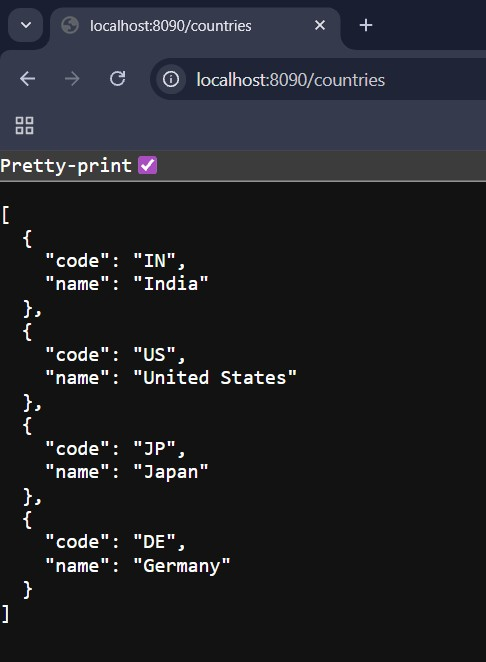 localhost:8090/countries
localhost:8090/countries
Pretty-print
[
  {
    "code": "IN",
    "name": "India"
  },
  {
    "code": "US",
    "name": "United States"
  },
  {
    "code": "JP",
    "name": "Japan"
  },
  {
    "code": "DE",
    "name": "Germany"
  }
]